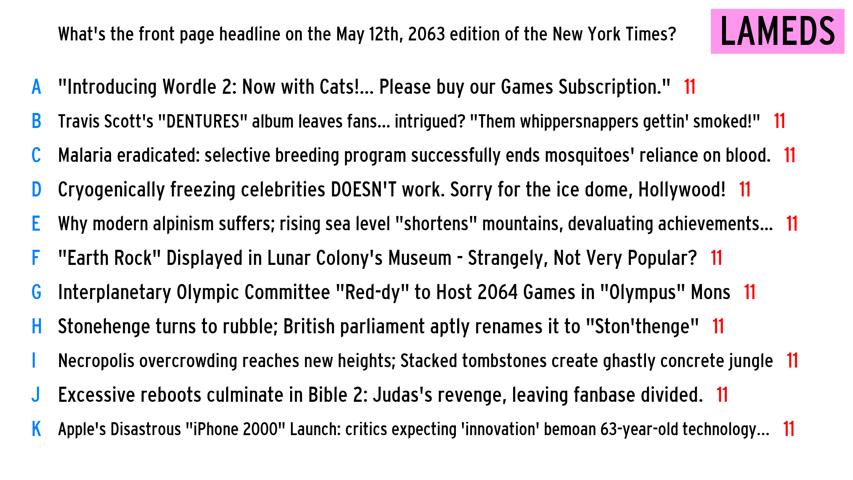 What's the front page headline on the May 12th, 2063 edition of the New York Times? LAMEDS
A "Introducing Wordle 2: Now with Cats!... Please buy our Games Subscription." 11
B Travis Scott's "DENTURES" album leaves fans... intrigued? "Them whippersnappers gettin' smoked!" 11
C Malaria eradicated: selective breeding program successfully ends mosquitoes' reliance on blood. 11
D Cryogenically freezing celebrities DOESN'T work. Sorry for the ice dome, Hollywood! 11
E Why modern alpinism suffers; rising sea level "shortens" mountains, devaluating achievements... 11
F "Earth Rock" Displayed in Lunar Colony's Museum - Strangely, Not Very Popular? 11
G Interplanetary Olympic Committee "Red-dy" to Host 2064 Games in "Olympus" Mons 11
H Stonehenge turns to rubble; British parliament aptly renames it to "Ston'thenge" 11
I Necropolis overcrowding reaches new heights; Stacked tombstones create ghastly concrete jungle 11
J Excessive reboots culminate in Bible 2: Judas's revenge, leaving fanbase divided. 11
K Apple's Disastrous "iPhone 2000" Launch: critics expecting 'innovation' bemoan 63-year-old technology... 11